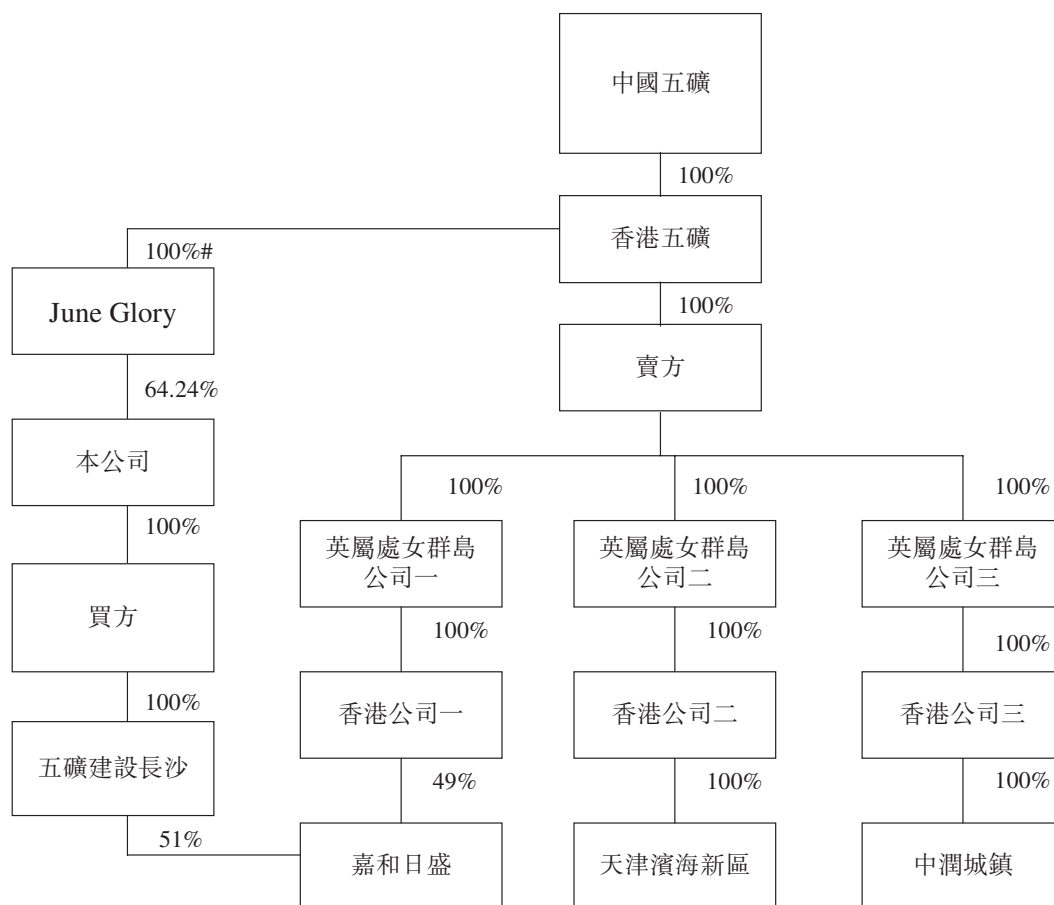 中國五礦
100%
香港五礦
100%#
100%
June Glory
賣方
64.24%
本公司
100%
100%
100%
100%
英屬處女群島
公司一
英屬處女群島
公司二
英屬處女群島
公司三
買方
100%
100%
100%
100%
香港公司一
香港公司二
香港公司三
五礦建設長沙
49%
100%
100%
51%
嘉和日盛
天津濱海新區
中潤城鎮